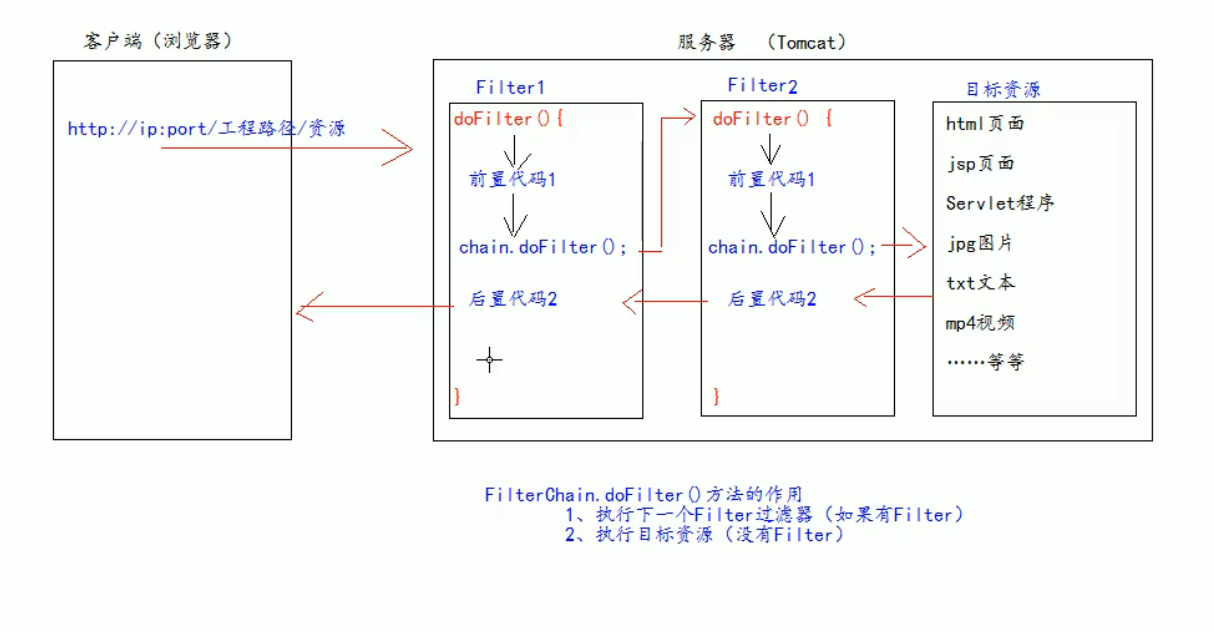 客户端（浏览器）
服务器 （Tomcat）
http://ip:port/工程路径/资源
Filter1
doFilter(){
前置代码1
chain.doFilter();
后置代码2
}
Filter2
doFilter() {
前置代码1
chain.doFilter();
后置代码2
}
目标资源
html页面
jsp页面
Servlet程序
jpg图片
txt文本
mp4视频
……等等
FilterChain.doFilter()方法的作用
1、执行下一个Filter过滤器（如果有Filter）
2、执行目标资源（没有Filter）